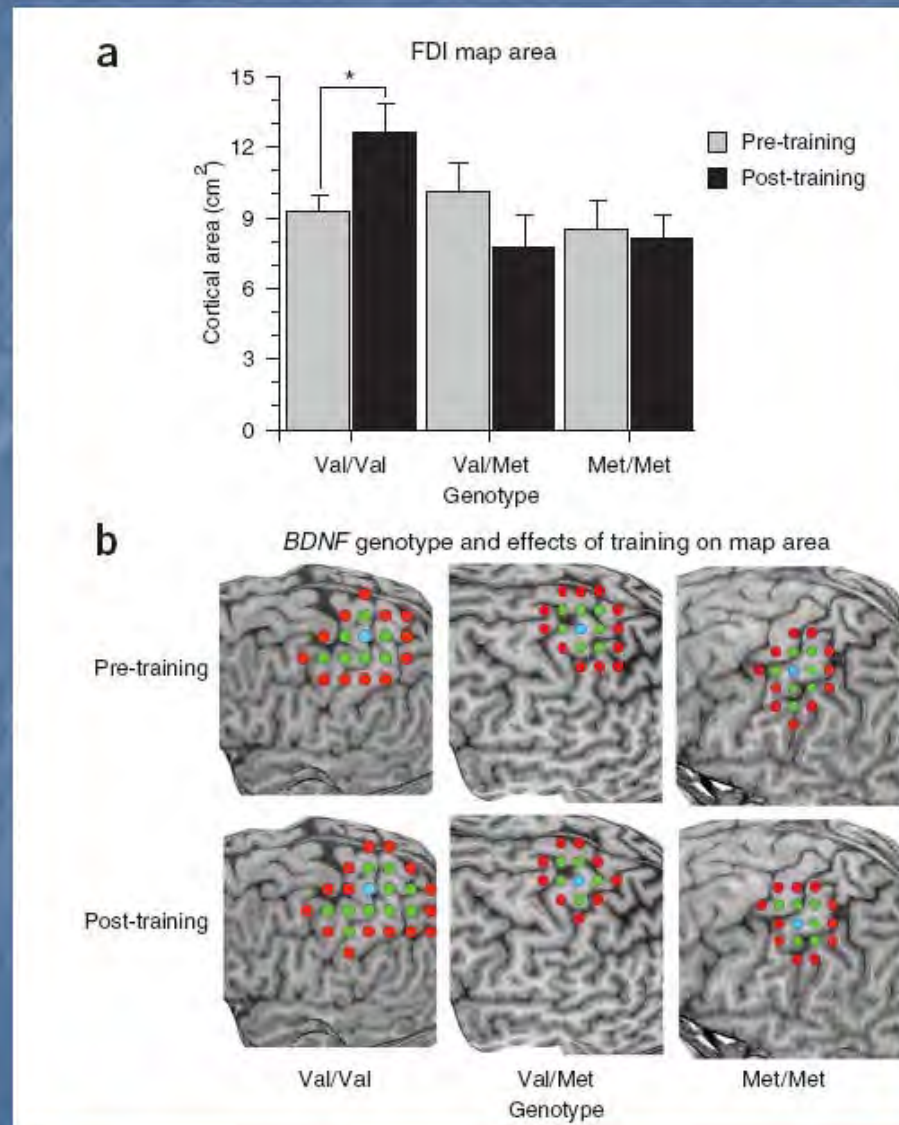 a
FDI map area
15
12
9
6
3
0
Cortical area (cm²)
*
Pre-training
Post-training
Val/Val
Val/Met
Met/Met
Genotype
b
BDNF genotype and effects of training on map area
Pre-training
Post-training
Val/Val
Val/Met
Met/Met
Genotype